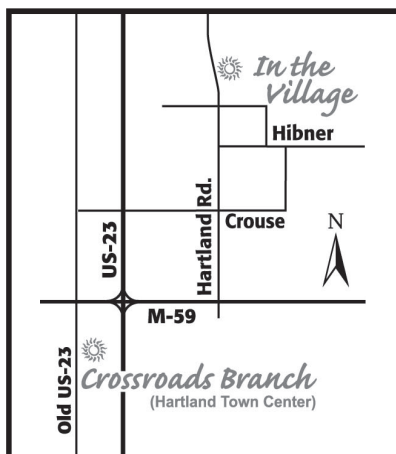 In the
Village
Hibner
Hartland Rd.
Crouse
N
US-23
M-59
Old US-23
Crossroads Branch
(Hartland Town Center)